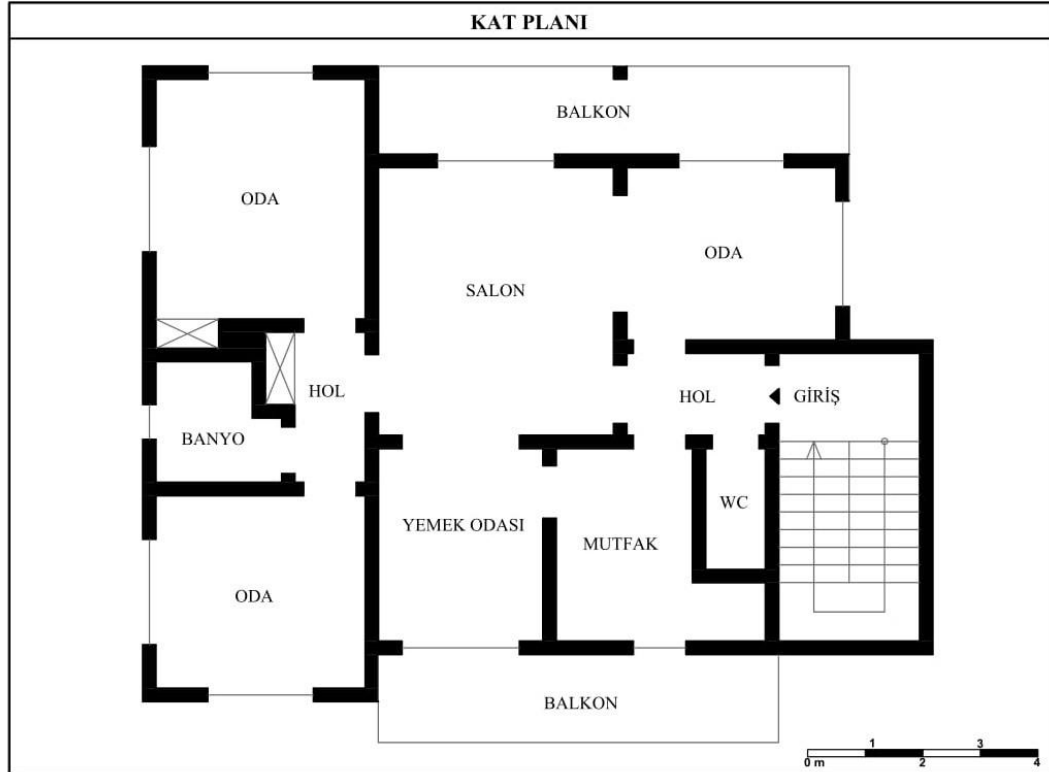 KAT PLANI
BALKON
ODA
ODA
SALON
HOL
HOL
GİRİŞ
BANYO
WC
YEMEK ODASI
MUTFAK
ODA
BALKON
1 3
0 m 2 4